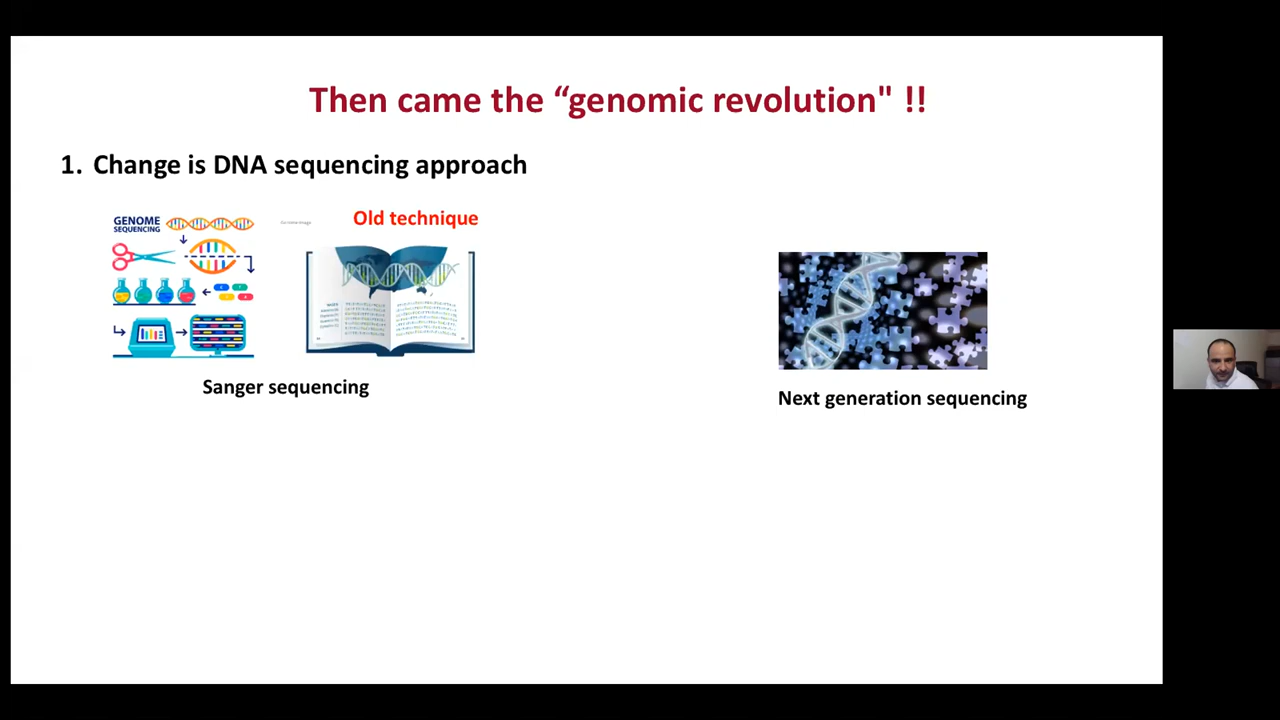 Then came the “genomic revolution" !!
1. Change is DNA sequencing approach
GENOME
SEQUENCING
Old technique
Sanger sequencing
Next generation sequencing